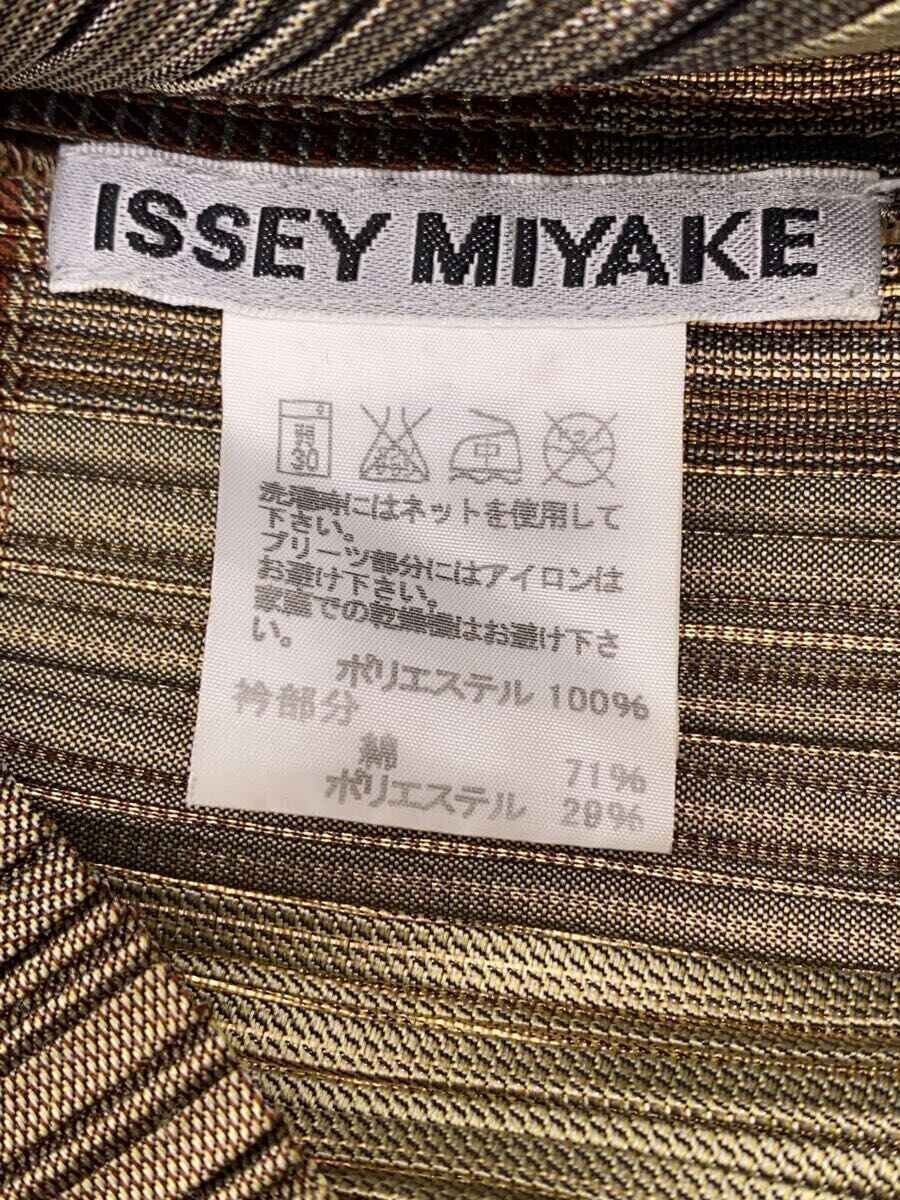 ISSEY MIYAKE
弱
30
中
洗濯時にはネットを使用して
下さい。
プリーツ部分にはアイロンは
お避け下さい。
家庭での乾燥機はお避け下さ
い。
ポリエステル 100%
衿部分
綿 71%
ポリエステル 29%